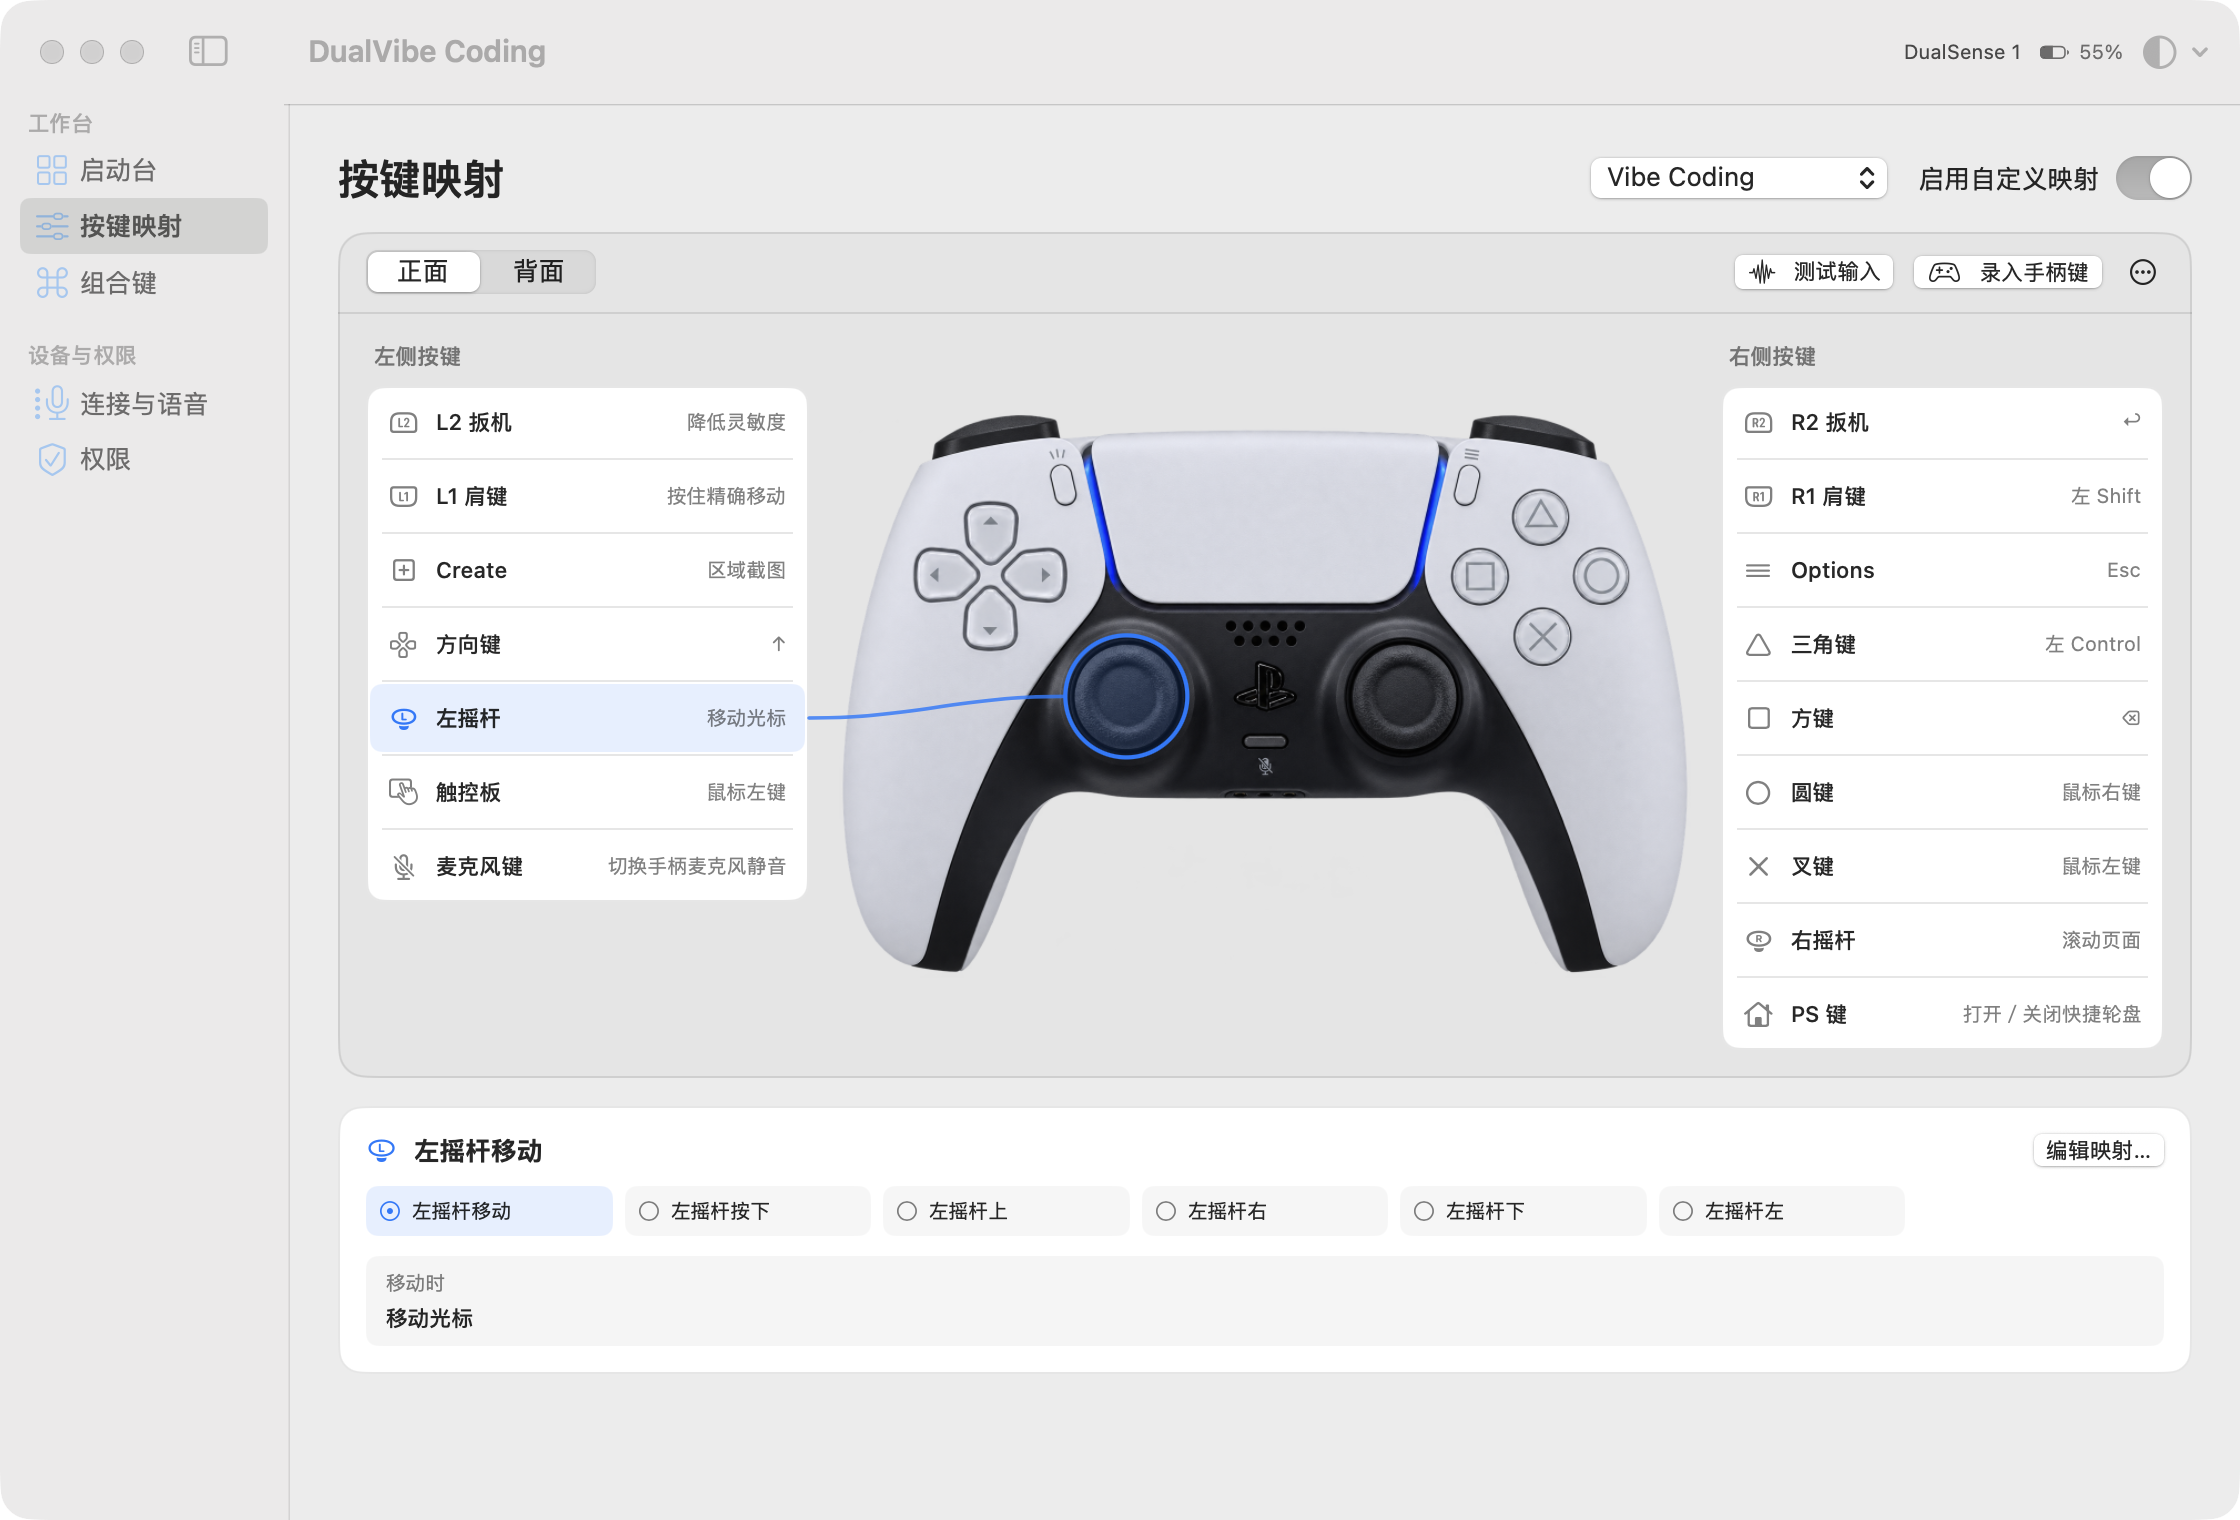 DualVibe Coding
DualSense 1 55%
工作台
启动台
按键映射
组合键
设备与权限
连接与语音
权限
按键映射
Vibe Coding
启用自定义映射
正面 背面
测试输入
录入手柄键
左侧按键
L2 L2 扳机 降低灵敏度
L1 L1 肩键 按住精确移动
Create 区域截图
方向键 ↑
L 左摇杆 移动光标
触控板 鼠标左键
麦克风键 切换手柄麦克风静音
右侧按键
R2 R2 扳机 ↩
R1 R1 肩键 左 Shift
Options Esc
三角键 左 Control
方键 ⌫
圆键 鼠标右键
叉键 鼠标左键
R 右摇杆 滚动页面
PS 键 打开 / 关闭快捷轮盘
L 左摇杆移动
编辑映射...
左摇杆移动 左摇杆按下 左摇杆上 左摇杆右 左摇杆下 左摇杆左
移动时
移动光标